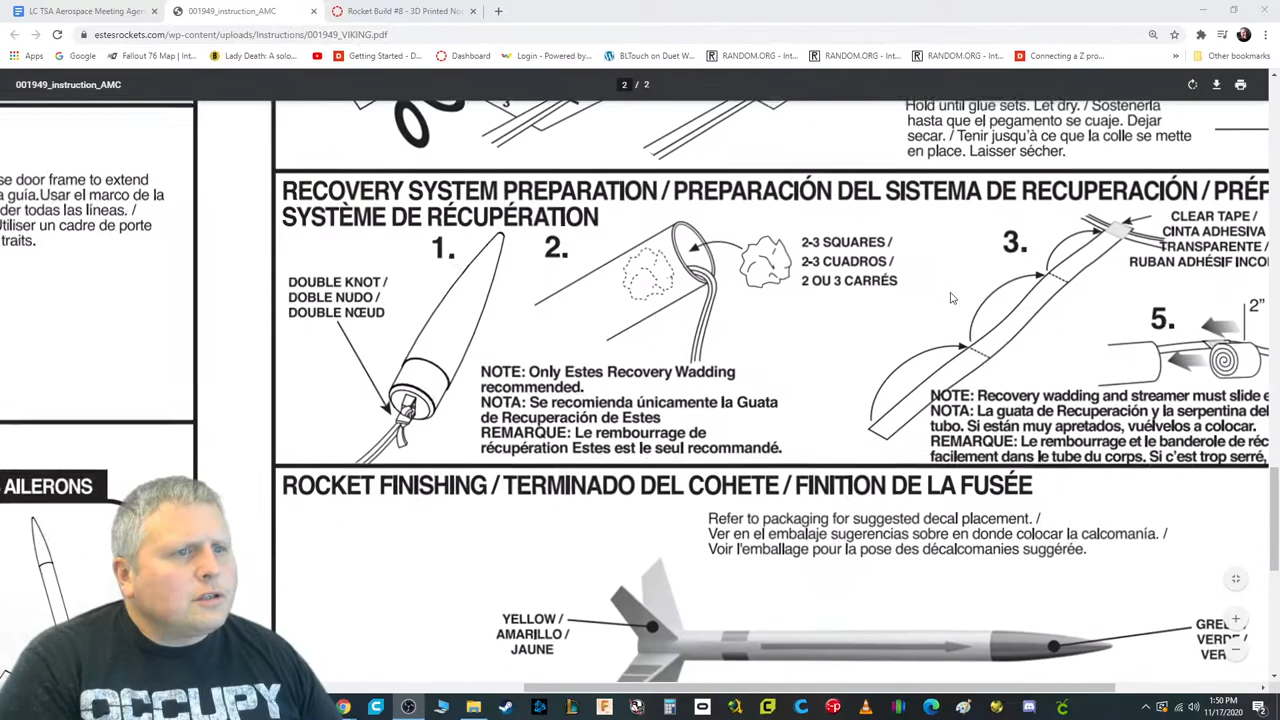 LC TSA Aerospace Meeting Agen
001949_instruction_AMC
Rocket Build #8 - 3D Printed No
estesrockets.com/wp-content/uploads/Instructions/001949_VIKING.pdf
Apps
Fallout 76 Map | Int...
Lady Death: A solo...
Getting Started - D...
Dashboard
Login - Powered by...
BLTouch on Duet W...
RANDOM.ORG - Int...
RANDOM.ORG - Int...
RANDOM.ORG - Int...
Connecting a Z pro...
Other bookmarks
001949_instruction_AMC
2 / 2
se door frame to extend
a guía.Usar el marco de la
der todas las líneas. /
Utiliser un cadre de porte
traits.
3
Hold until glue sets. Let dry. / Sostenerla
hasta que el pegamento se cuaje. Dejar
secar. / Tenir jusqu'à ce que la colle se mette
en place. Laisser sécher.
RECOVERY SYSTEM PREPARATION / PREPARACIÓN DEL SISTEMA DE RECUPERACIÓN / PRÉP
SYSTÈME DE RÉCUPÉRATION
1.
DOUBLE KNOT /
DOBLE NUDO /
DOUBLE NŒUD
2.
2-3 SQUARES /
2-3 CUADROS /
2 OU 3 CARRÉS
NOTE: Only Estes Recovery Wadding
recommended.
NOTA: Se recomienda únicamente la Guata
de Recuperación de Estes
REMARQUE: Le rembourrage de
récupération Estes est le seul recommandé.
3.
CLEAR TAPE /
CINTA ADHESIVA
TRANSPARENTE /
RUBAN ADHÉSIF INCO
5.
2"
NOTE: Recovery wadding and streamer must slide e
NOTA: La guata de Recuperación y la serpentina del
tubo. Si están muy apretados, vuélvelos a colocar.
REMARQUE: Le rembourrage et le banderole de réc
facilement dans le tube du corps. Si c'est trop serré,
AILERONS
ROCKET FINISHING / TERMINADO DEL COHETE / FINITION DE LA FUSÉE
Refer to packaging for suggested decal placement. /
Ver en el embalaje sugerencias sobre en donde colocar la calcomanía. /
Voir l'emballage pour la pose des décalcomanies suggérée.
YELLOW /
AMARILLO /
JAUNE
GREE
VERDE/
VER
OCCUPY
1:50 PM
11/17/2020